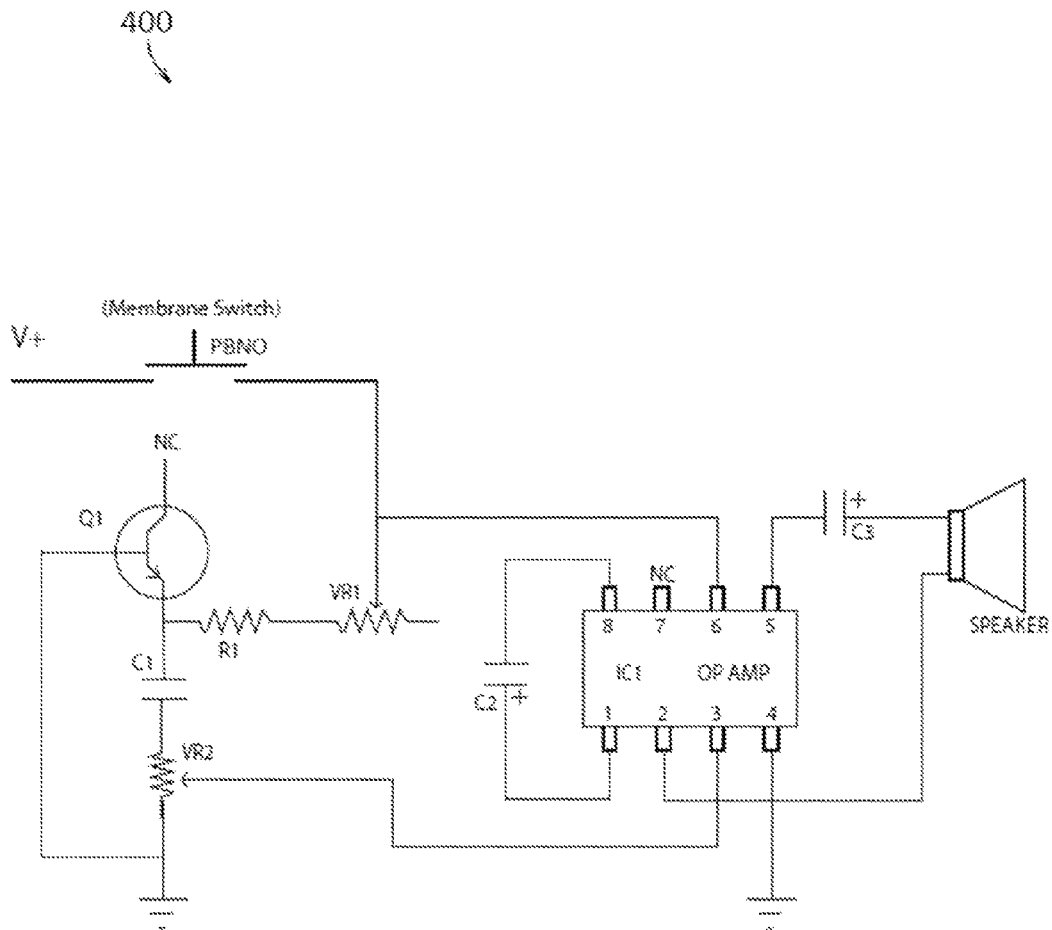 400
(Membrane Switch)
V+
PBNO
NC
Q1
VR1
R1
C1
VR2
C2
+
NC
8 7 6 5
IC1 OP AMP
1 2 3 4
+
C3
SPEAKER